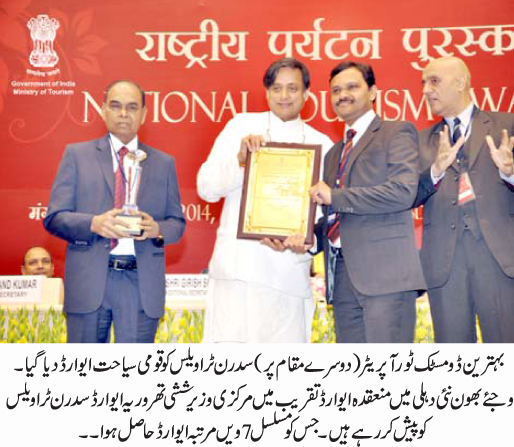 राष्ट्रीय पर्यटन पुरस्क
Government of India
Ministry of Tourism
NATIONAL TOURISM AWA
मंग
2014,
AND KUMAR
SECRETARY
SHRI GIRISH S
بہترین ڈومسٹک ٹور آپریٹر (دوسرے مقام پر) سدرن ٹراویلس کو قومی سیاحت ایوارڈ دیا گیا۔
وجئے بھون نئی دہلی میں منعقدہ ایوارڈ تقریب میں مرکزی وزیر ششی تھرور یہ ایوارڈ سدرن ٹراویلس
کو پیش کر رہے ہیں۔ جس کو مسلسل 7 ویں مرتبہ ایوارڈ حاصل ہوا۔۔